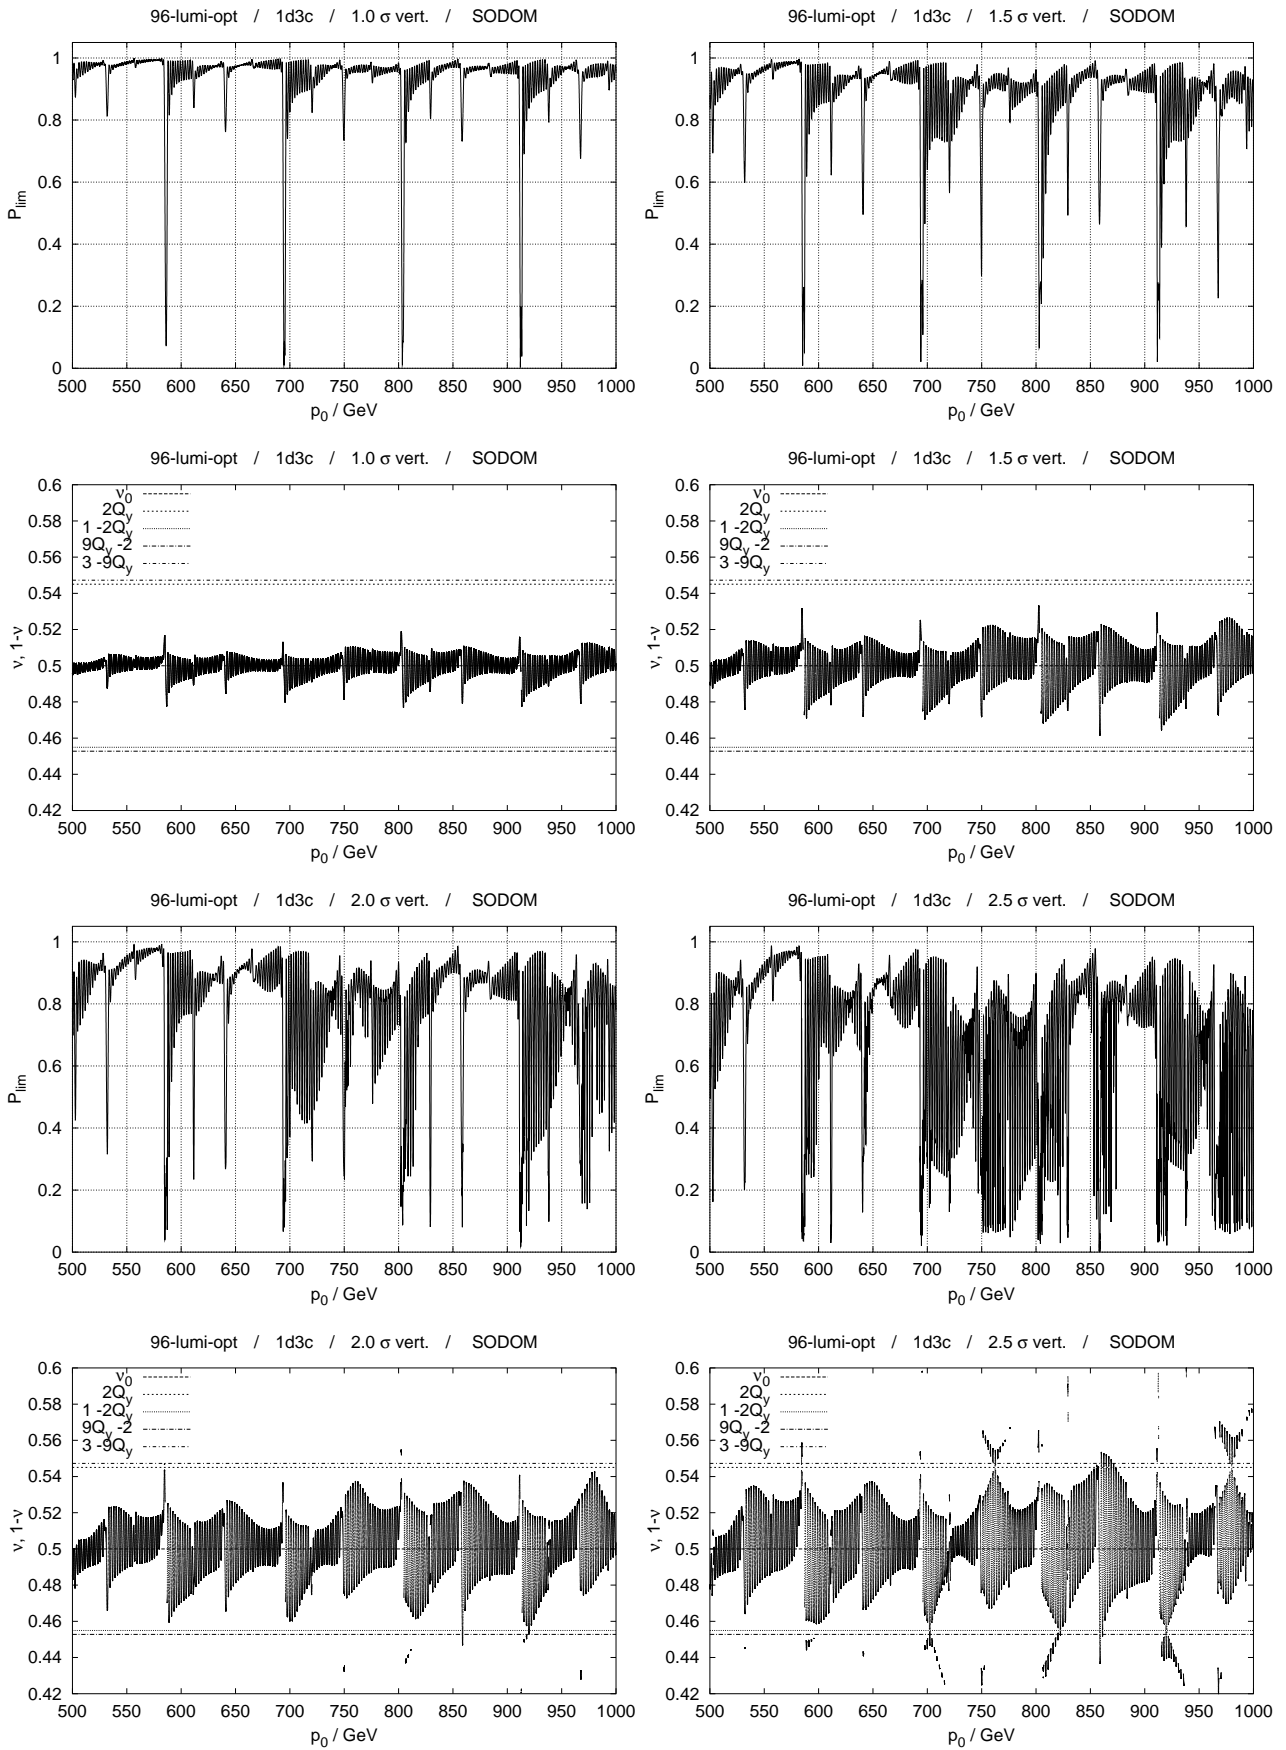 96-lumi-opt / 1d3c / 1.0 σ vert. / SODOM
P_lim
1
0.8
0.6
0.4
0.2
0
500 550 600 650 700 750 800 850 900 950 1000
p_0 / GeV
96-lumi-opt / 1d3c / 1.5 σ vert. / SODOM
P_lim
1
0.8
0.6
0.4
0.2
0
500 550 600 650 700 750 800 850 900 950 1000
p_0 / GeV
96-lumi-opt / 1d3c / 1.0 σ vert. / SODOM
ν, 1-ν
0.6
0.58
0.56
0.54
0.52
0.5
0.48
0.46
0.44
0.42
ν_0
2Q_y
1 -2Q_y
9Q_y -2
3 -9Q_y
500 550 600 650 700 750 800 850 900 950 1000
p_0 / GeV
96-lumi-opt / 1d3c / 1.5 σ vert. / SODOM
ν, 1-ν
0.6
0.58
0.56
0.54
0.52
0.5
0.48
0.46
0.44
0.42
ν_0
2Q_y
1 -2Q_y
9Q_y -2
3 -9Q_y
500 550 600 650 700 750 800 850 900 950 1000
p_0 / GeV
96-lumi-opt / 1d3c / 2.0 σ vert. / SODOM
P_lim
1
0.8
0.6
0.4
0.2
0
500 550 600 650 700 750 800 850 900 950 1000
p_0 / GeV
96-lumi-opt / 1d3c / 2.5 σ vert. / SODOM
P_lim
1
0.8
0.6
0.4
0.2
0
500 550 600 650 700 750 800 850 900 950 1000
p_0 / GeV
96-lumi-opt / 1d3c / 2.0 σ vert. / SODOM
ν, 1-ν
0.6
0.58
0.56
0.54
0.52
0.5
0.48
0.46
0.44
0.42
ν_0
2Q_y
1 -2Q_y
9Q_y -2
3 -9Q_y
500 550 600 650 700 750 800 850 900 950 1000
p_0 / GeV
96-lumi-opt / 1d3c / 2.5 σ vert. / SODOM
ν, 1-ν
0.6
0.58
0.56
0.54
0.52
0.5
0.48
0.46
0.44
0.42
ν_0
2Q_y
1 -2Q_y
9Q_y -2
3 -9Q_y
500 550 600 650 700 750 800 850 900 950 1000
p_0 / GeV